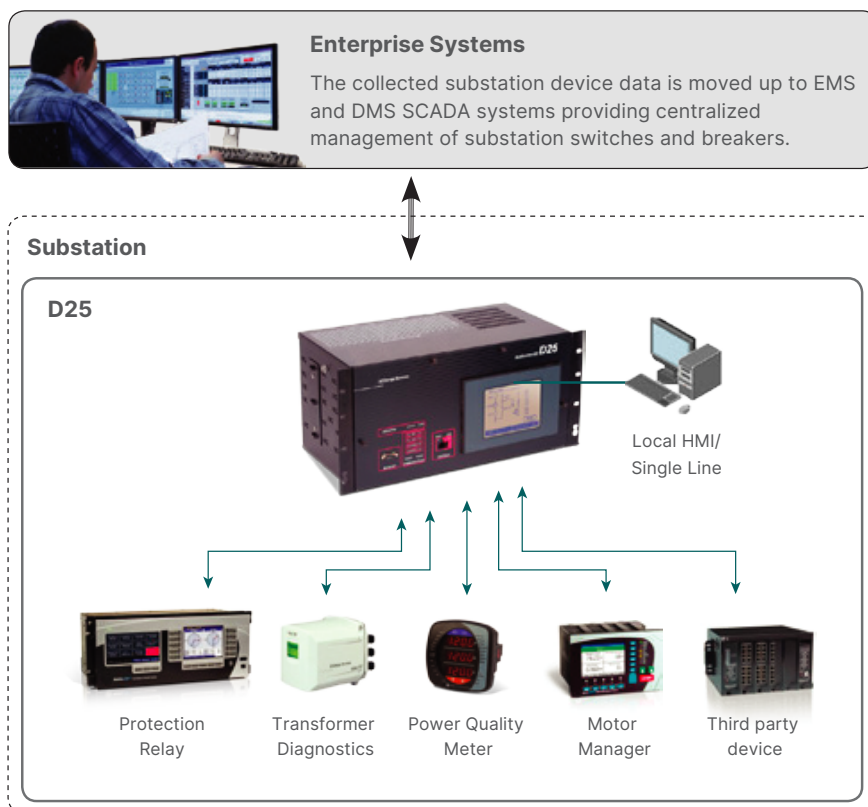 Enterprise Systems
The collected substation device data is moved up to EMS
and DMS SCADA systems providing centralized
management of substation switches and breakers.
Substation
D25
D25
Local HMI/
Single Line
Protection
Relay
Transformer
Diagnostics
Power Quality
Meter
Motor
Manager
Third party
device